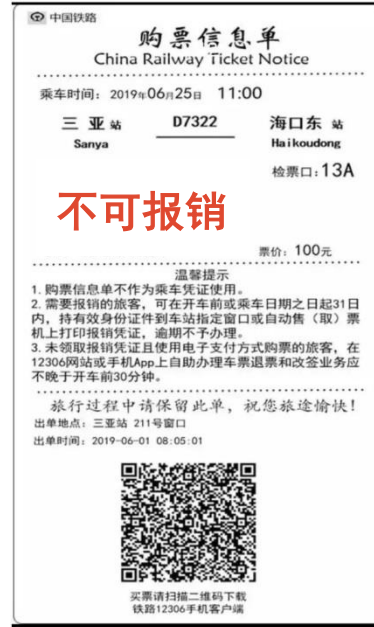 中国铁路
购票信息单
China Railway Ticket Notice
乘车时间：2019年06月25日 11:00
三亚站 D7322 海口东 站
Sanya Haikoudong
检票口：13A
不可报销
票价：100元
温馨提示
1. 购票信息单不作为乘车凭证使用。
2. 需要报销的旅客，可在开车前或乘车日期之日起31日
内，持有效身份证件到车站指定窗口或自动售（取）票
机上打印报销凭证，逾期不予办理。
3. 未领取报销凭证且使用电子支付方式购票的旅客，在
12306网站或手机App上自助办理车票退票和改签业务应
不晚于开车前30分钟。
旅行过程中请保留此单，祝您旅途愉快！
出单地点：三亚站 211号窗口
出单时间：2019-06-01 08:05:01
买票请扫描二维码下载
铁路12306手机客户端